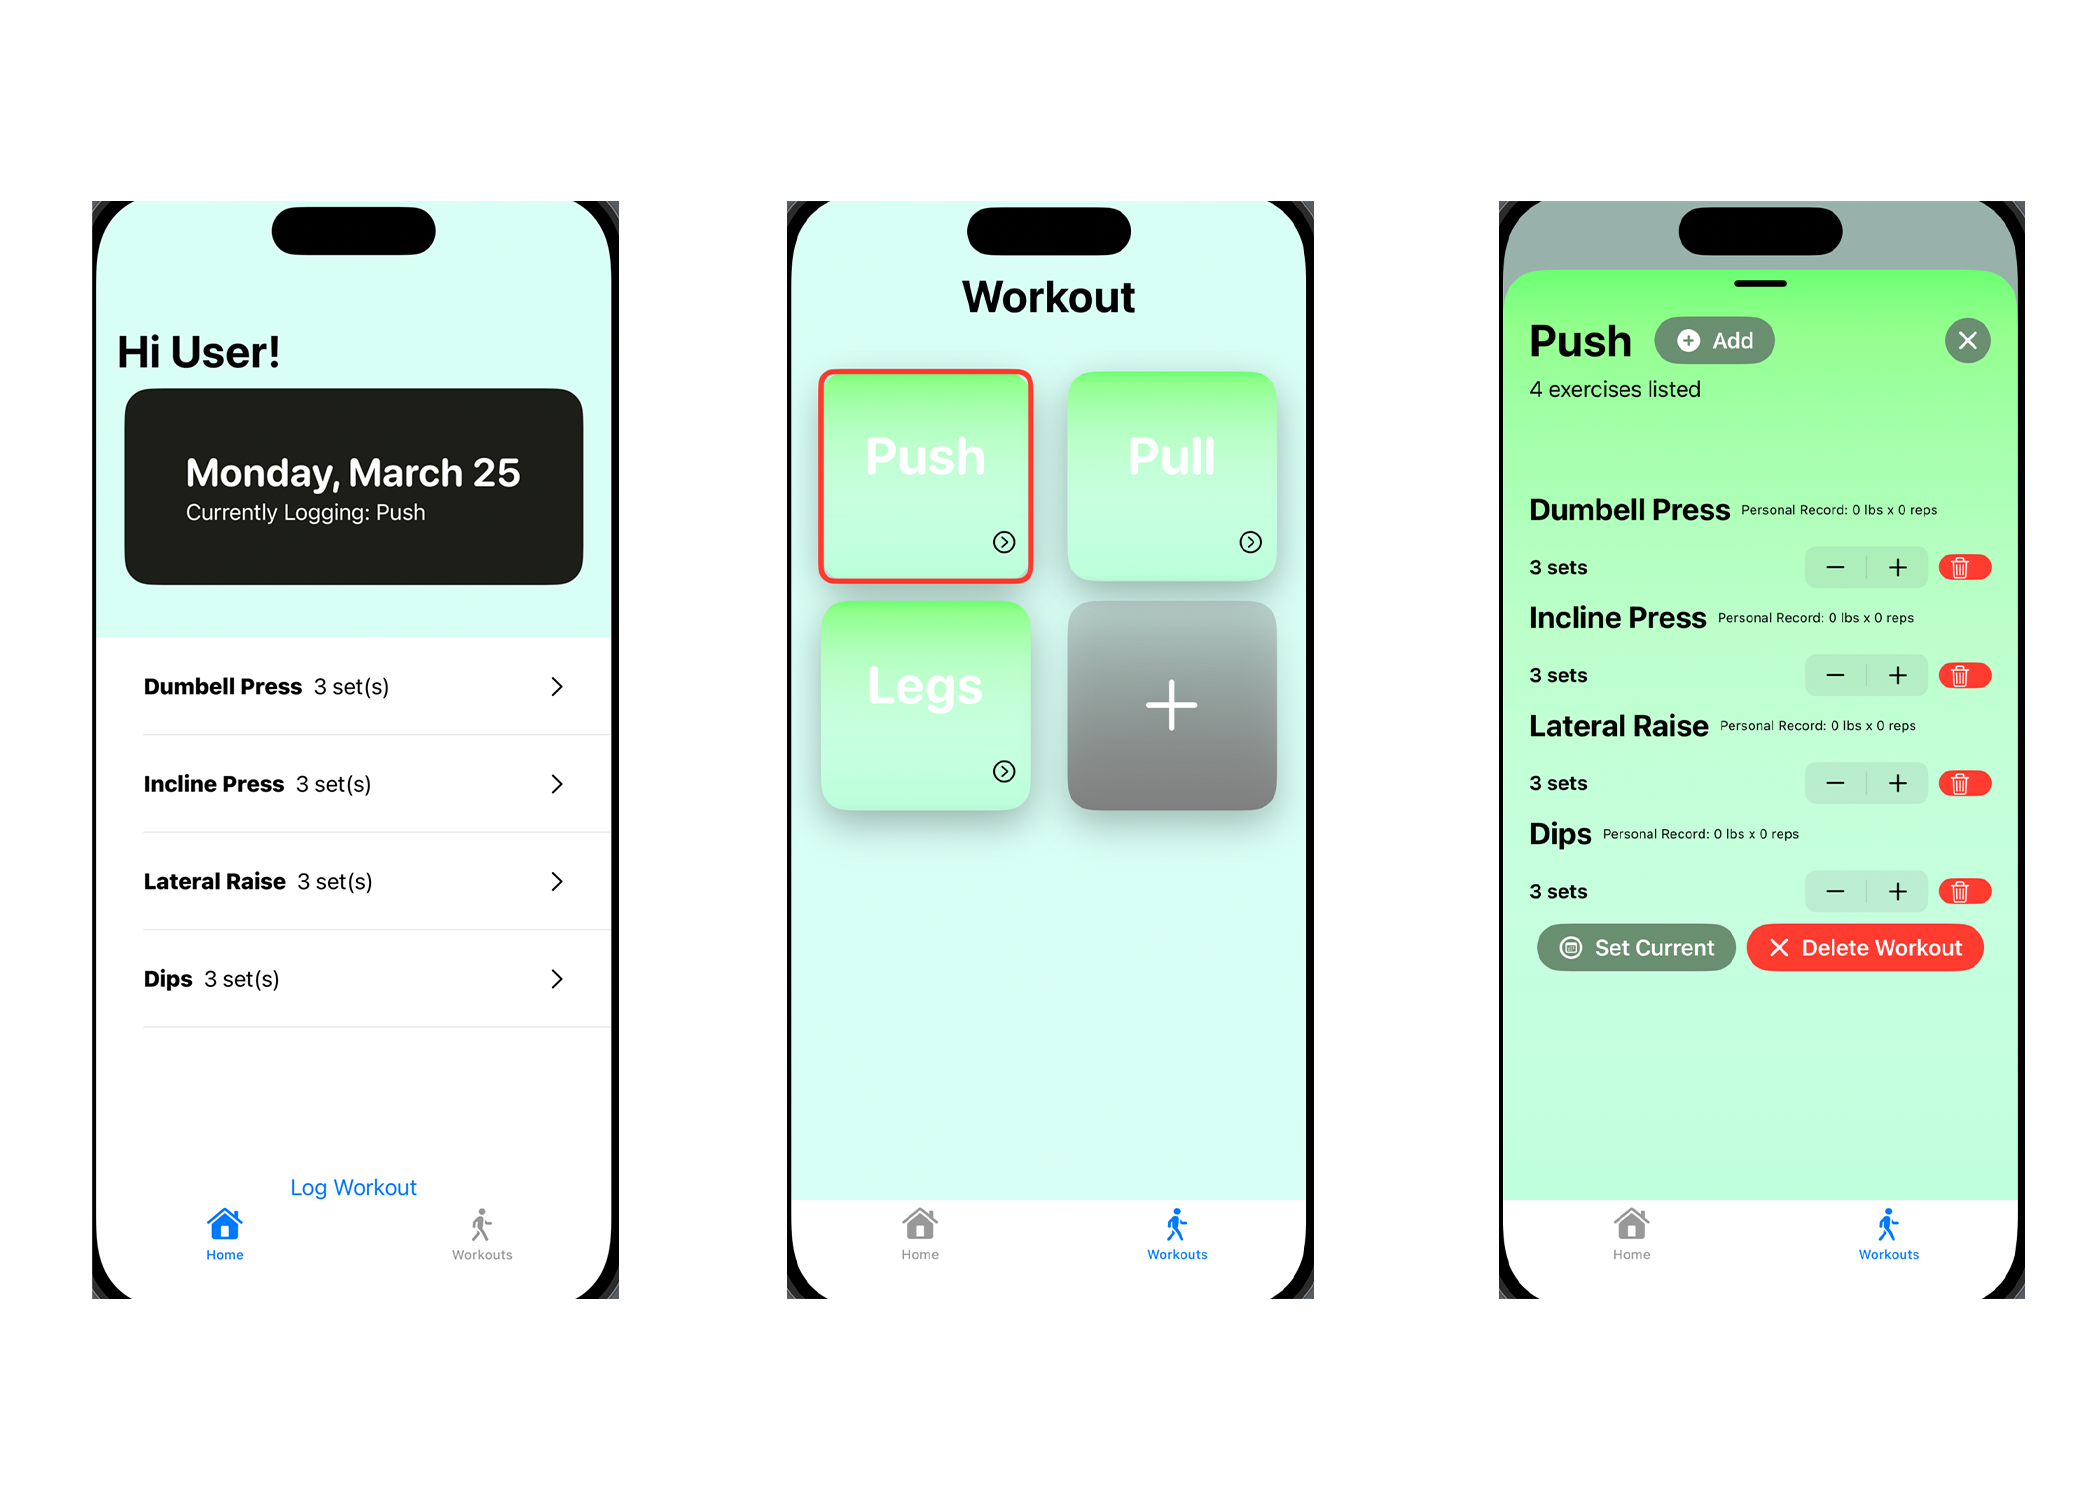 Hi User!
Monday, March 25
Currently Logging: Push
Dumbell Press 3 set(s)
Incline Press 3 set(s)
Lateral Raise 3 set(s)
Dips 3 set(s)
Log Workout
Home Workouts
Workout
Push Pull
Legs
Home Workouts
Push Add
4 exercises listed
Dumbell Press Personal Record: 0 lbs x 0 reps
3 sets
Incline Press Personal Record: 0 lbs x 0 reps
3 sets
Lateral Raise Personal Record: 0 lbs x 0 reps
3 sets
Dips Personal Record: 0 lbs x 0 reps
3 sets
Set Current Delete Workout
Home Workouts